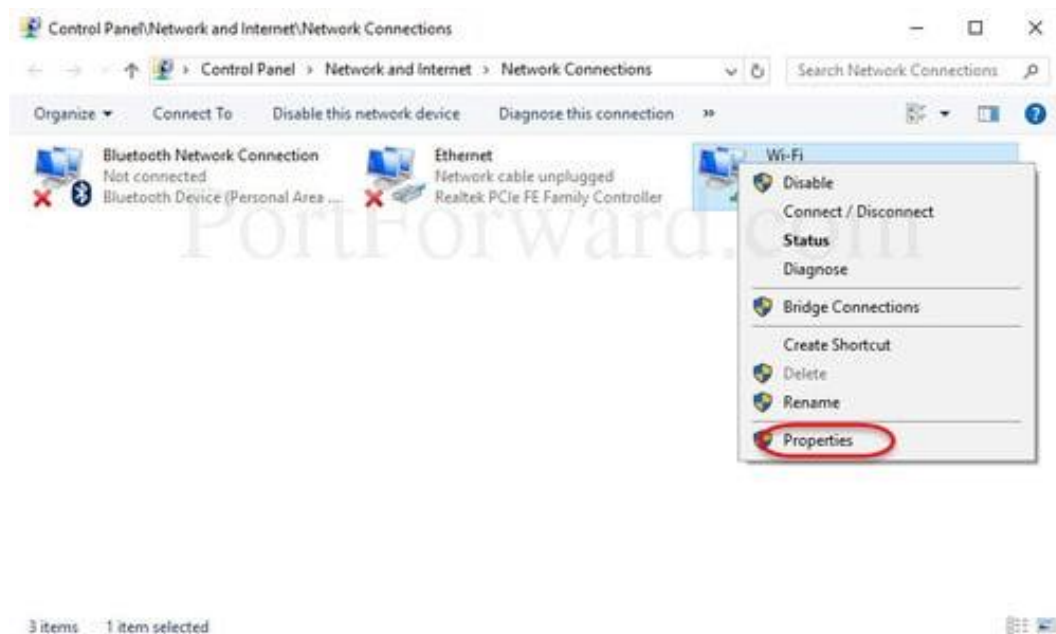 Control Panel\Network and Internet\Network Connections
Control Panel > Network and Internet > Network Connections
Search Network Connections
Organize
Connect To
Disable this network device
Diagnose this connection
»
Bluetooth Network Connection
Not connected
Bluetooth Device (Personal Area ...
Ethernet
Network cable unplugged
Realtek PCIe FE Family Controller
Wi-Fi
Disable
Connect / Disconnect
Status
Diagnose
Bridge Connections
Create Shortcut
Delete
Rename
Properties
PortForward.com
3 items
1 item selected